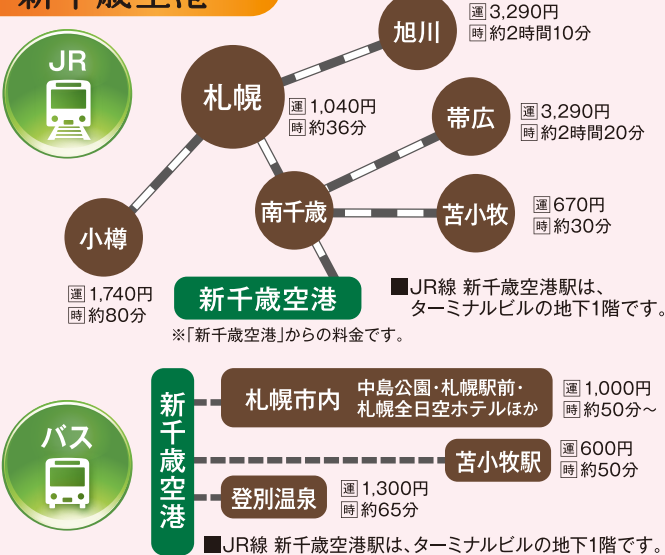 新千歳空港
JR
旭川
運3,290円
時約2時間10分
札幌
運1,040円
時約36分
帯広
運3,290円
時約2時間20分
南千歳
苫小牧
運670円
時約30分
小樽
運1,740円
時約80分
新千歳空港
※「新千歳空港」からの料金です。
■JR線 新千歳空港駅は、
ターミナルビルの地下1階です。
バス
新千歳空港
札幌市内
中島公園・札幌駅前・
札幌全日空ホテルほか
運1,000円
時約50分~
苫小牧駅
運600円
時約50分
登別温泉
運1,300円
時約65分
■JR線 新千歳空港駅は、ターミナルビルの地下1階です。